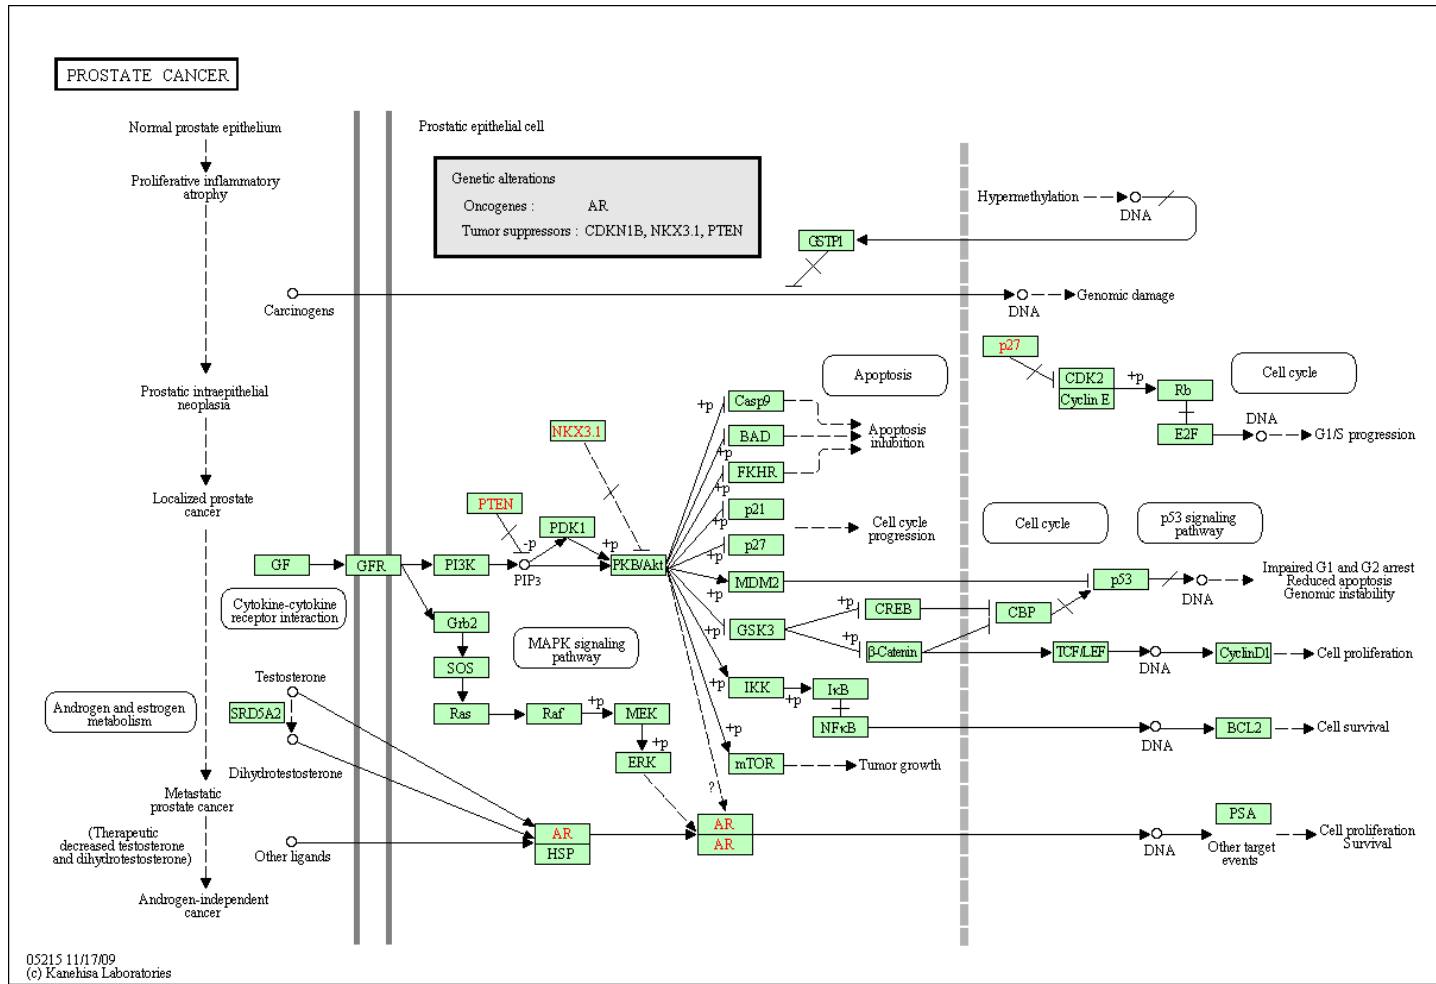 PROSTATE CANCER
Normal prostate epithelium
Proliferative inflammatory
atrophy
Prostatic intraepithelial
neoplasia
Localized prostate
cancer
Metastatic
prostate cancer
(Therapeutic
decreased testosterone
and dihydrotestosterone)
Androgen-independent
cancer
Prostatic epithelial cell
Genetic alterations
Oncogenes : AR
Tumor suppressors : CDKN1B, NKX3.1, PTEN
Hypermethylation
DNA
GSTP1
Carcinogens
DNA
Genomic damage
p27
CDK2
Cyclin E
+p
Rb
E2F
DNA
G1/S progression
Cell cycle
Apoptosis
Casp9
BAD
FKHR
p21
p27
MDM2
GSK3
IKK
mTOR
+p
+p
+p
+p
+p
+p
+p
+p
+p
Apoptosis
inhibition
Cell cycle
progression
Cell cycle
p53 signaling
pathway
NKX3.1
PTEN
-p
PDK1
+p
GF
GFR
PI3K
PIP3
PKB/Akt
p53
DNA
Impaired G1 and G2 arrest
Reduced apoptosis
Genomic instability
Cytokine-cytokine
receptor interaction
Grb2
SOS
MAPK signaling
pathway
+p
CREB
CBP
+p
β-Catenin
TCF/LEF
DNA
CyclinD1
Cell proliferation
Testosterone
Androgen and estrogen
metabolism
SRD5A2
Dihydrotestosterone
Ras
Raf
+p
MEK
+p
ERK
+p
IκB
NFκB
DNA
BCL2
Cell survival
Tumor growth
?
Other ligands
AR
HSP
AR
AR
DNA
PSA
Other target
events
Cell proliferation
Survival
05215 11/17/09
(c) Kanehisa Laboratories